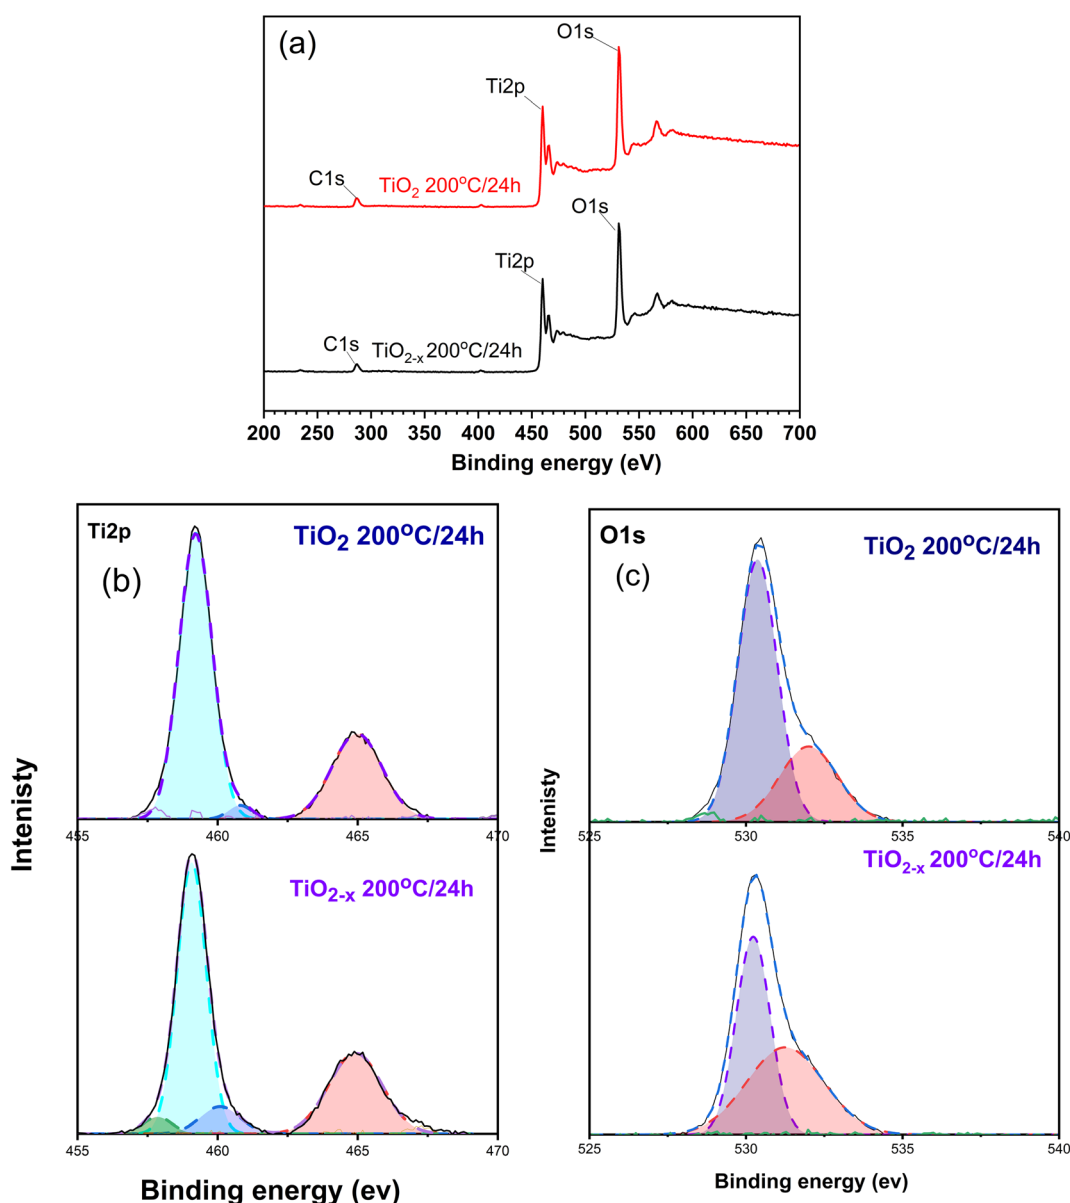 (a)
O1s
Ti2p
C1s
TiO2 200oC/24h
O1s
Ti2p
C1s
TiO2-x 200oC/24h
200 250 300 350 400 450 500 550 600 650 700
Binding energy (eV)
Ti2p
TiO2 200oC/24h
(b)
455 460 465 470
TiO2-x 200oC/24h
455 460 465 470
Intenisty
Binding energy (ev)
O1s
TiO2 200oC/24h
(c)
525 530 535 540
TiO2-x 200oC/24h
525 530 535 540
Intenisty
Binding energy (ev)